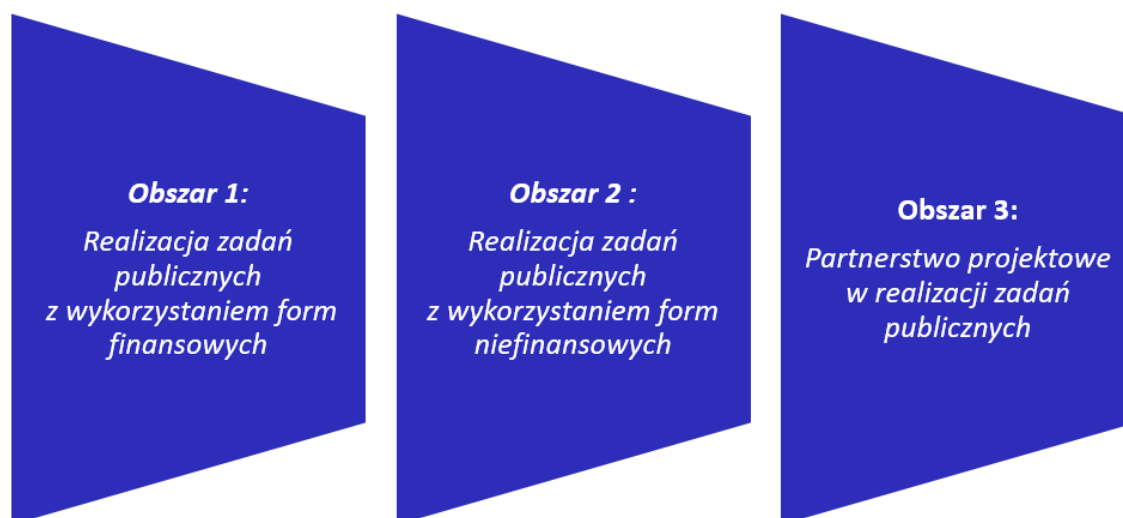 Obszar 1:
Realizacja zadań
publicznych
z wykorzystaniem form
finansowych
Obszar 2 :
Realizacja zadań
publicznych
z wykorzystaniem form
niefinansowych
Obszar 3:
Partnerstwo projektowe
w realizacji zadań
publicznych